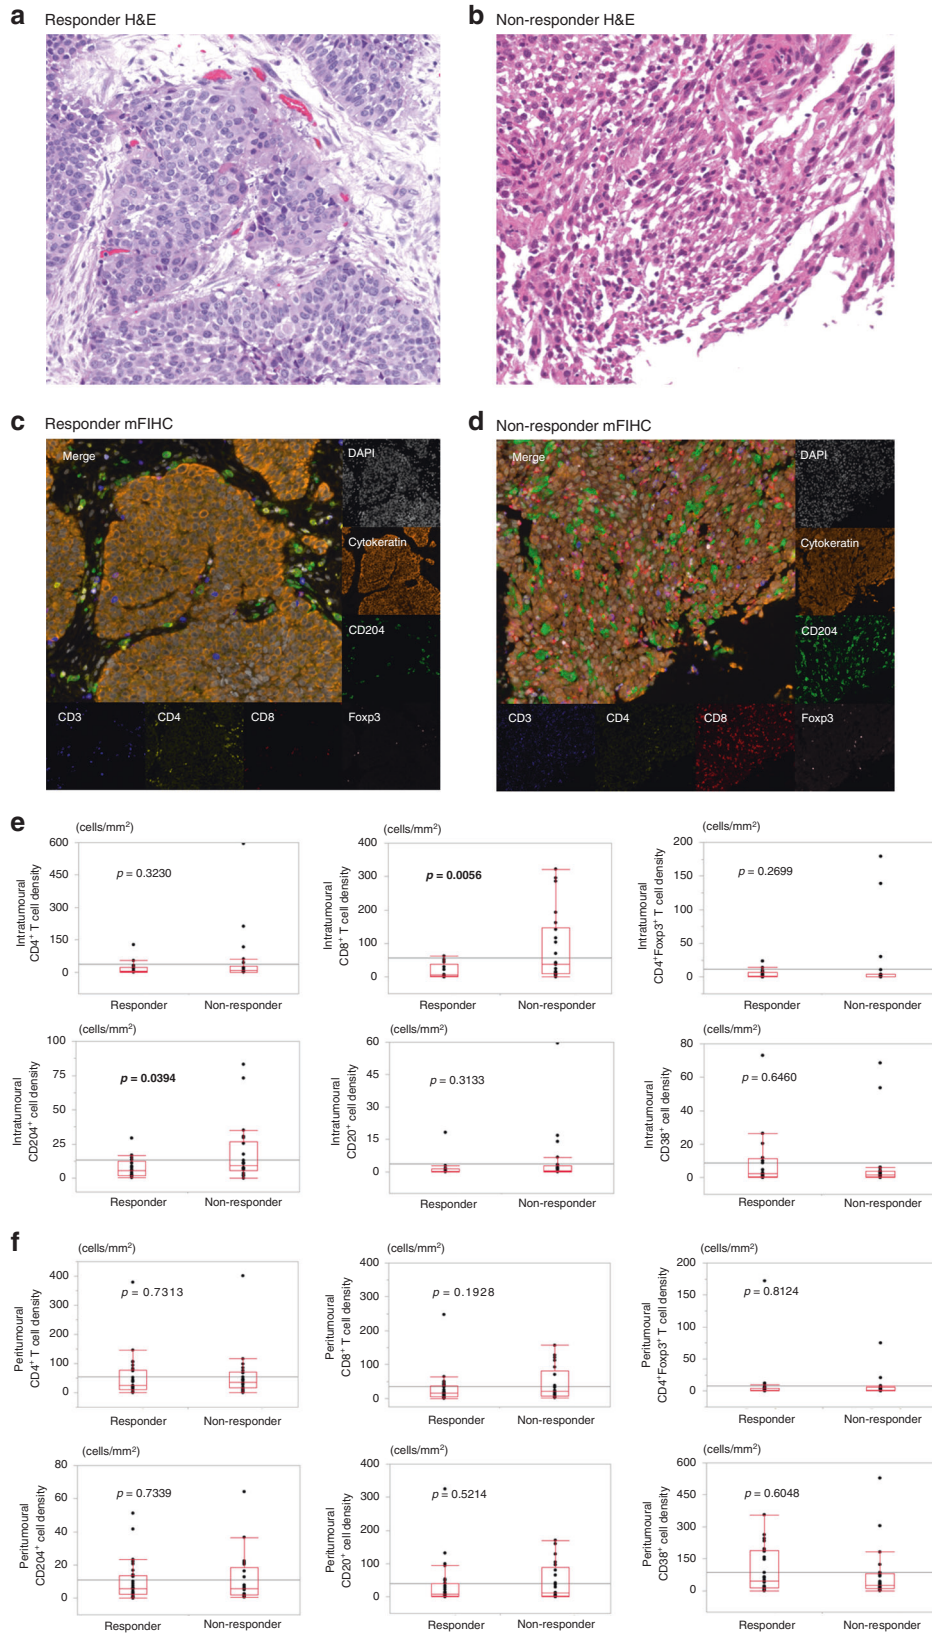 a Responder H&E
b Non-responder H&E
c Responder mFIHC
Merge
DAPI
Cytokeratin
CD204
CD3
CD4
CD8
Foxp3
d Non-responder mFIHC
Merge
DAPI
Cytokeratin
CD204
CD3
CD4
CD8
Foxp3
e
(cells/mm²)
Intratumoural
CD4⁺ T cell density
600
450
300
150
0
p = 0.3230
Responder
Non-responder
(cells/mm²)
Intratumoural
CD8⁺ T cell density
400
300
200
100
0
p = 0.0056
Responder
Non-responder
(cells/mm²)
Intratumoural
CD4⁺Foxp3⁺ T cell density
200
150
100
50
0
p = 0.2699
Responder
Non-responder
(cells/mm²)
Intratumoural
CD204⁺ cell density
100
75
50
25
0
p = 0.0394
Responder
Non-responder
(cells/mm²)
Intratumoural
CD20⁺ cell density
60
45
30
15
0
p = 0.3133
Responder
Non-responder
(cells/mm²)
Intratumoural
CD38⁺ cell density
80
60
40
20
0
p = 0.6460
Responder
Non-responder
f
(cells/mm²)
Peritumoural
CD4⁺ T cell density
400
300
200
100
0
p = 0.7313
Responder
Non-responder
(cells/mm²)
Peritumoural
CD8⁺ T cell density
400
300
200
100
0
p = 0.1928
Responder
Non-responder
(cells/mm²)
Peritumoural
CD4⁺Foxp3⁺ T cell density
200
150
100
50
0
p = 0.8124
Responder
Non-responder
(cells/mm²)
Peritumoural
CD204⁺ cell density
80
60
40
20
0
p = 0.7339
Responder
Non-responder
(cells/mm²)
Peritumoural
CD20⁺ cell density
400
300
200
100
0
p = 0.5214
Responder
Non-responder
(cells/mm²)
Peritumoural
CD38⁺ cell density
600
450
300
150
0
p = 0.6048
Responder
Non-responder